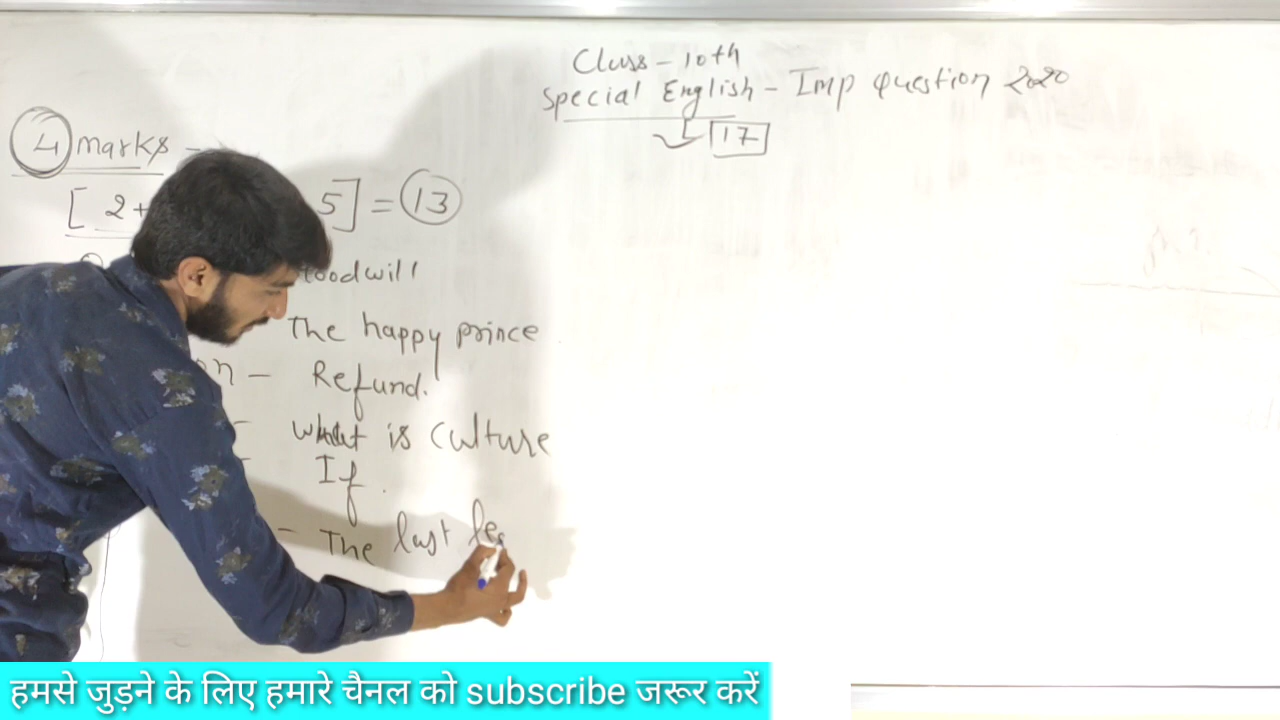 Class - 10th
Special English - Imp question 2020
17
4 marks -
[ 2+ 5] = 13
Goodwill
The happy prince
- Refund.
- what is culture
- If.
- The last les
हमसे जुड़ने के लिए हमारे चैनल को subscribe जरूर करें